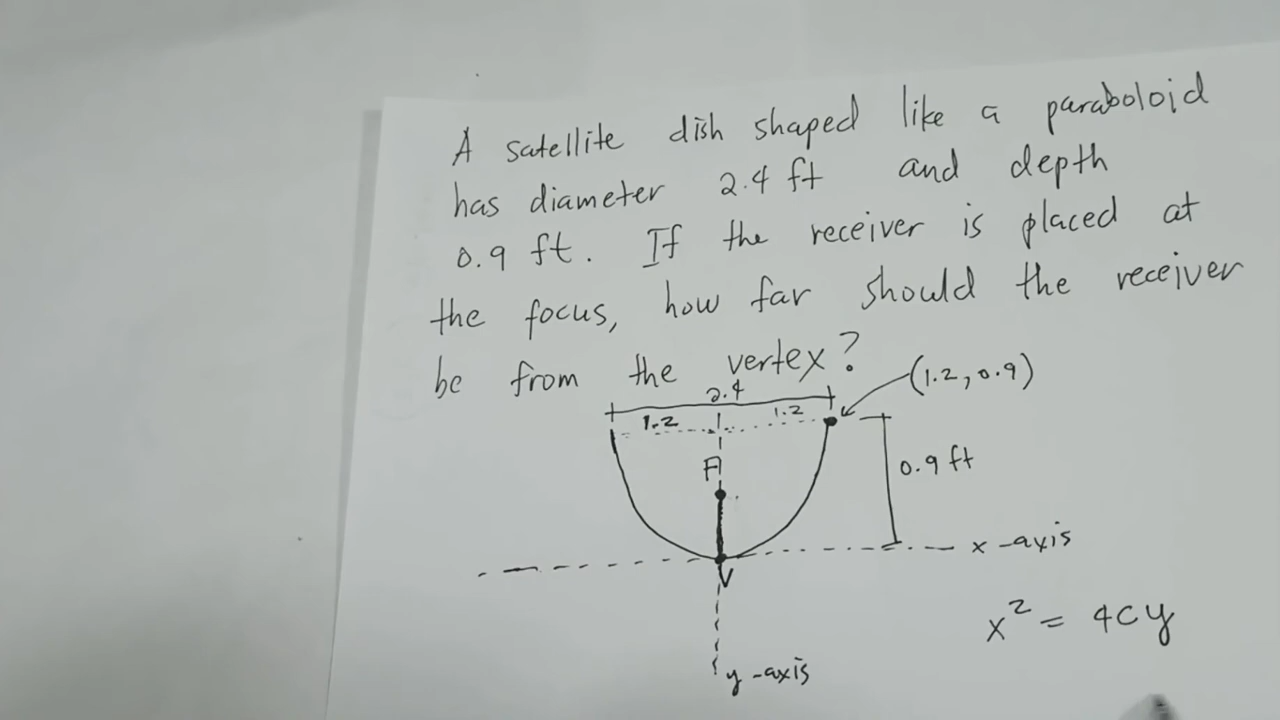 A satellite dish shaped like a paraboloid
has diameter 2.4 ft and depth
0.9 ft. If the receiver is placed at
the focus, how far should the receiver
be from the vertex?
2.4
(1.2, 0.9)
1.2 1.2
F
0.9 ft
x-axis
V
x² = 4cy
y-axis